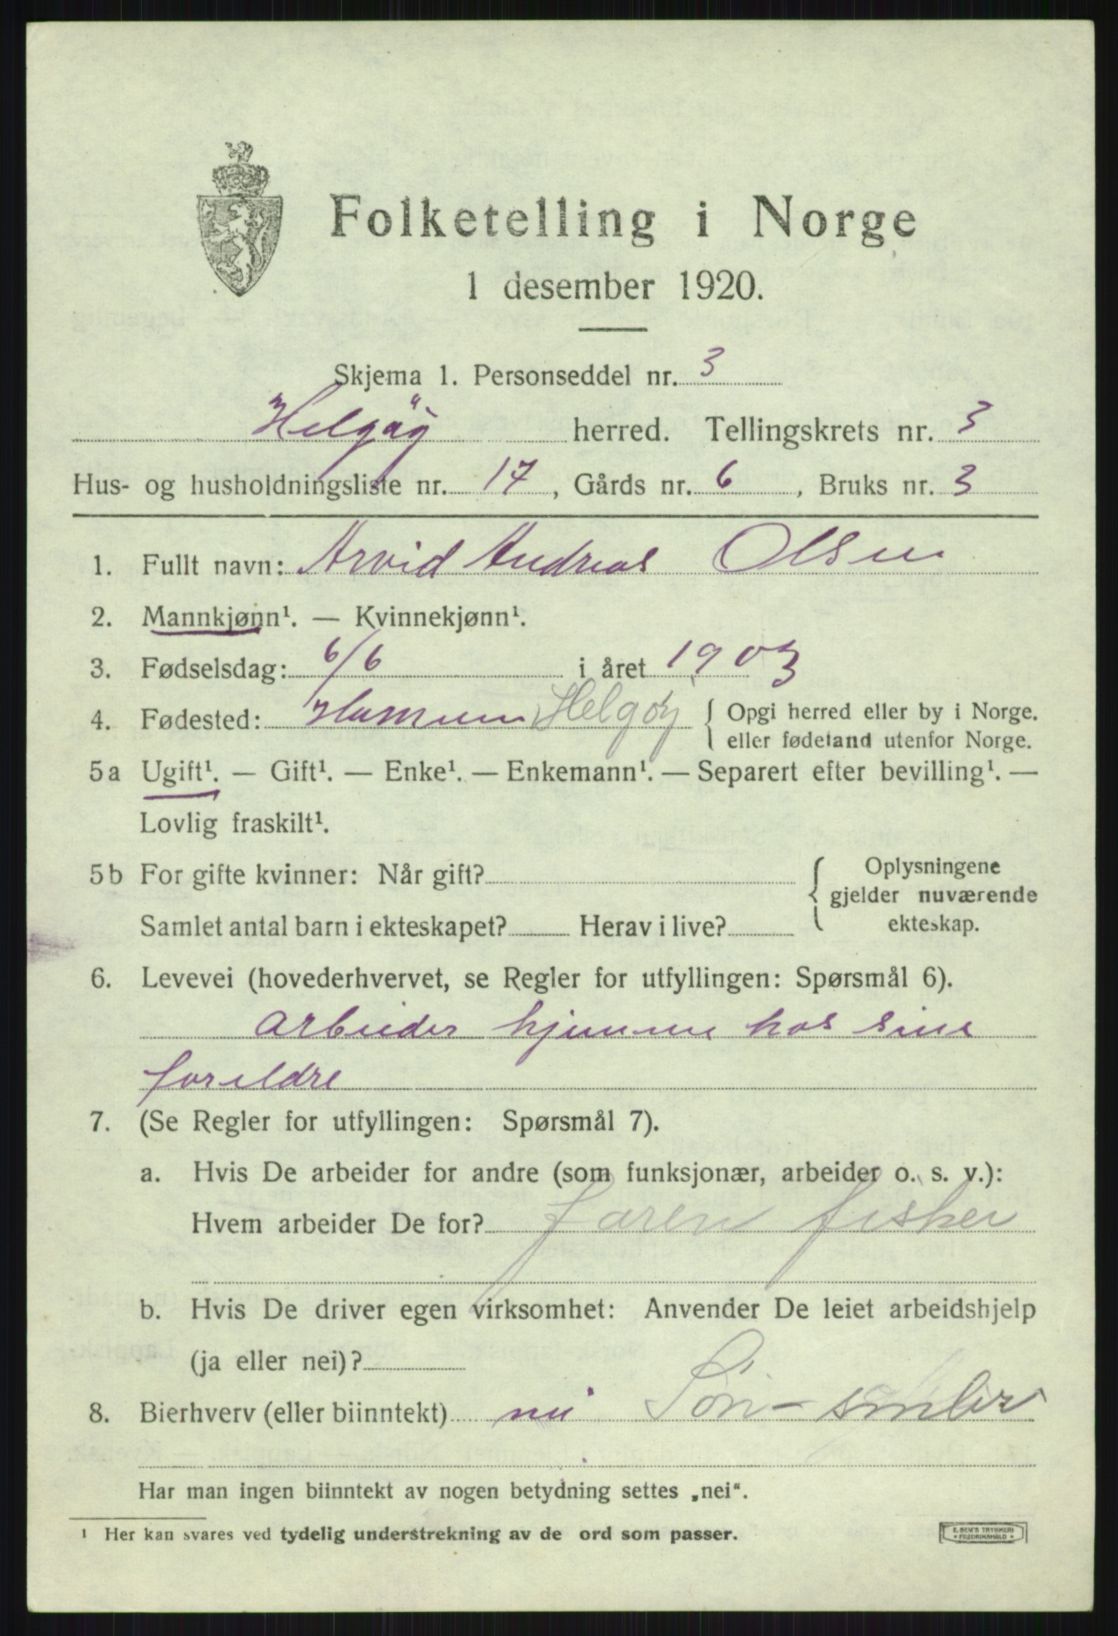 Folketelling i Norge
1 desember 1920.
Skjema 1. Personseddel nr. 3
Helgøy herred. Tellingskrets nr. 3
Hus- og husholdningsliste nr. 17, Gårds nr. 6, Bruks nr. 3
1. Fullt navn: Arvid Andreas Olsen
2. Mannkjønn¹. — Kvinnekjønn¹.
3. Fødselsdag: 6/6 i året 1903
4. Fødested: Helgøy { Opgi herred eller by i Norge.
eller fødeland utenfor Norge.
5a Ugift¹. — Gift¹. — Enke¹. — Enkemann¹. — Separert efter bevilling¹. —
Lovlig fraskilt¹.
5b For gifte kvinner: Når gift? { Oplysningene
gjelder nuværende
Samlet antal barn i ekteskapet? Herav i live? ekteskap.
6. Levevei (hovederhvervet, se Regler for utfyllingen: Spørsmål 6).
arbeider hjemme hos sine
foreldre
7. (Se Regler for utfyllingen: Spørsmål 7).
a. Hvis De arbeider for andre (som funksjonær, arbeider o. s. v.):
Hvem arbeider De for? faren fisker
b. Hvis De driver egen virksomhet: Anvender De leiet arbeidshjelp
(ja eller nei)?
8. Bierhverv (eller biinntekt) nei
Har man ingen biinntekt av nogen betydning settes „nei".
¹ Her kan svares ved tydelig understrekning av de ord som passer.
E. SEM'S TRYKKERI
FREDRIKSHALD